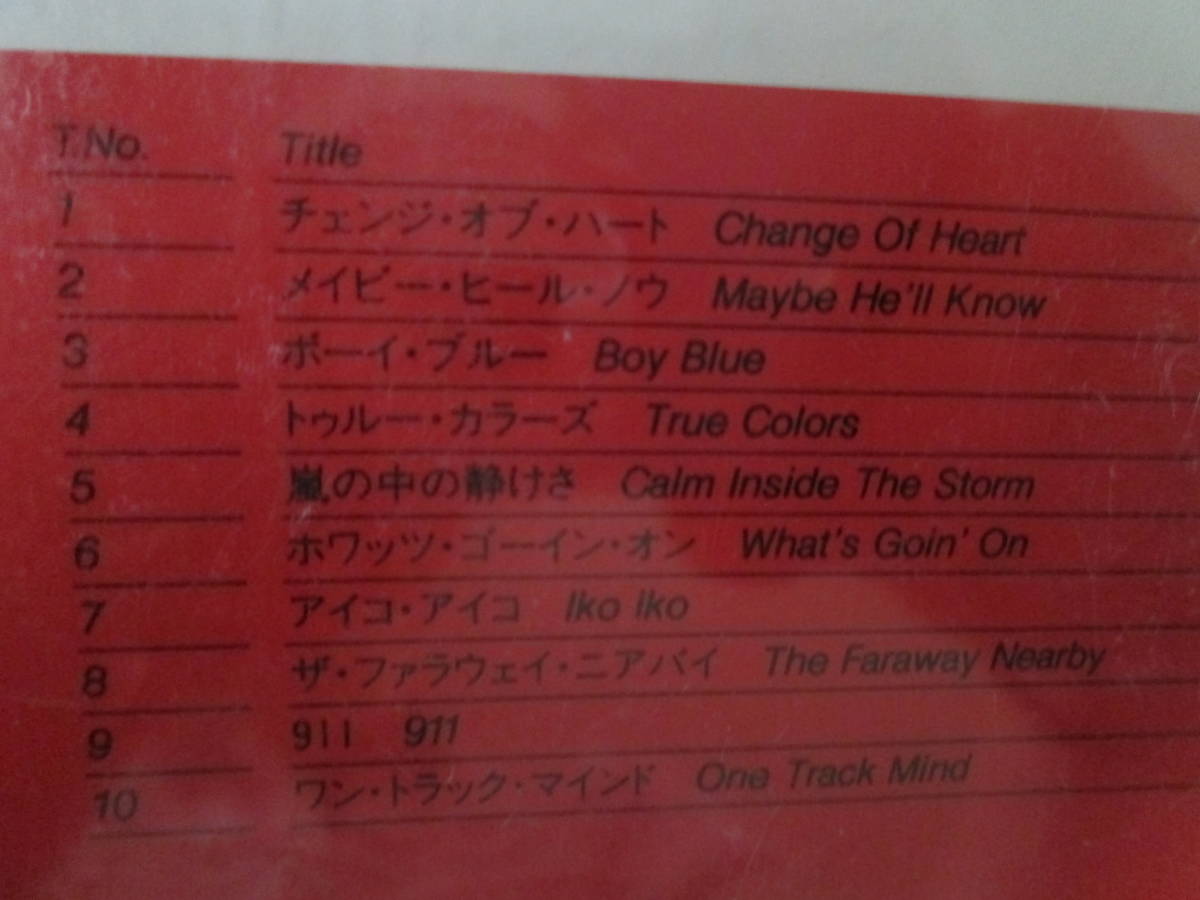 T.No. Title
1 チェンジ・オブ・ハート Change Of Heart
2 メイビー・ヒール・ノウ Maybe He'll Know
3 ボーイ・ブルー Boy Blue
4 トゥルー・カラーズ True Colors
5 嵐の中の静けさ Calm Inside The Storm
6 ホワッツ・ゴーイン・オン What's Goin' On
7 アイコ・アイコ Iko Iko
8 ザ・ファラウェイ・ニアバイ The Faraway Nearby
9 911 911
10 ワン・トラック・マインド One Track Mind